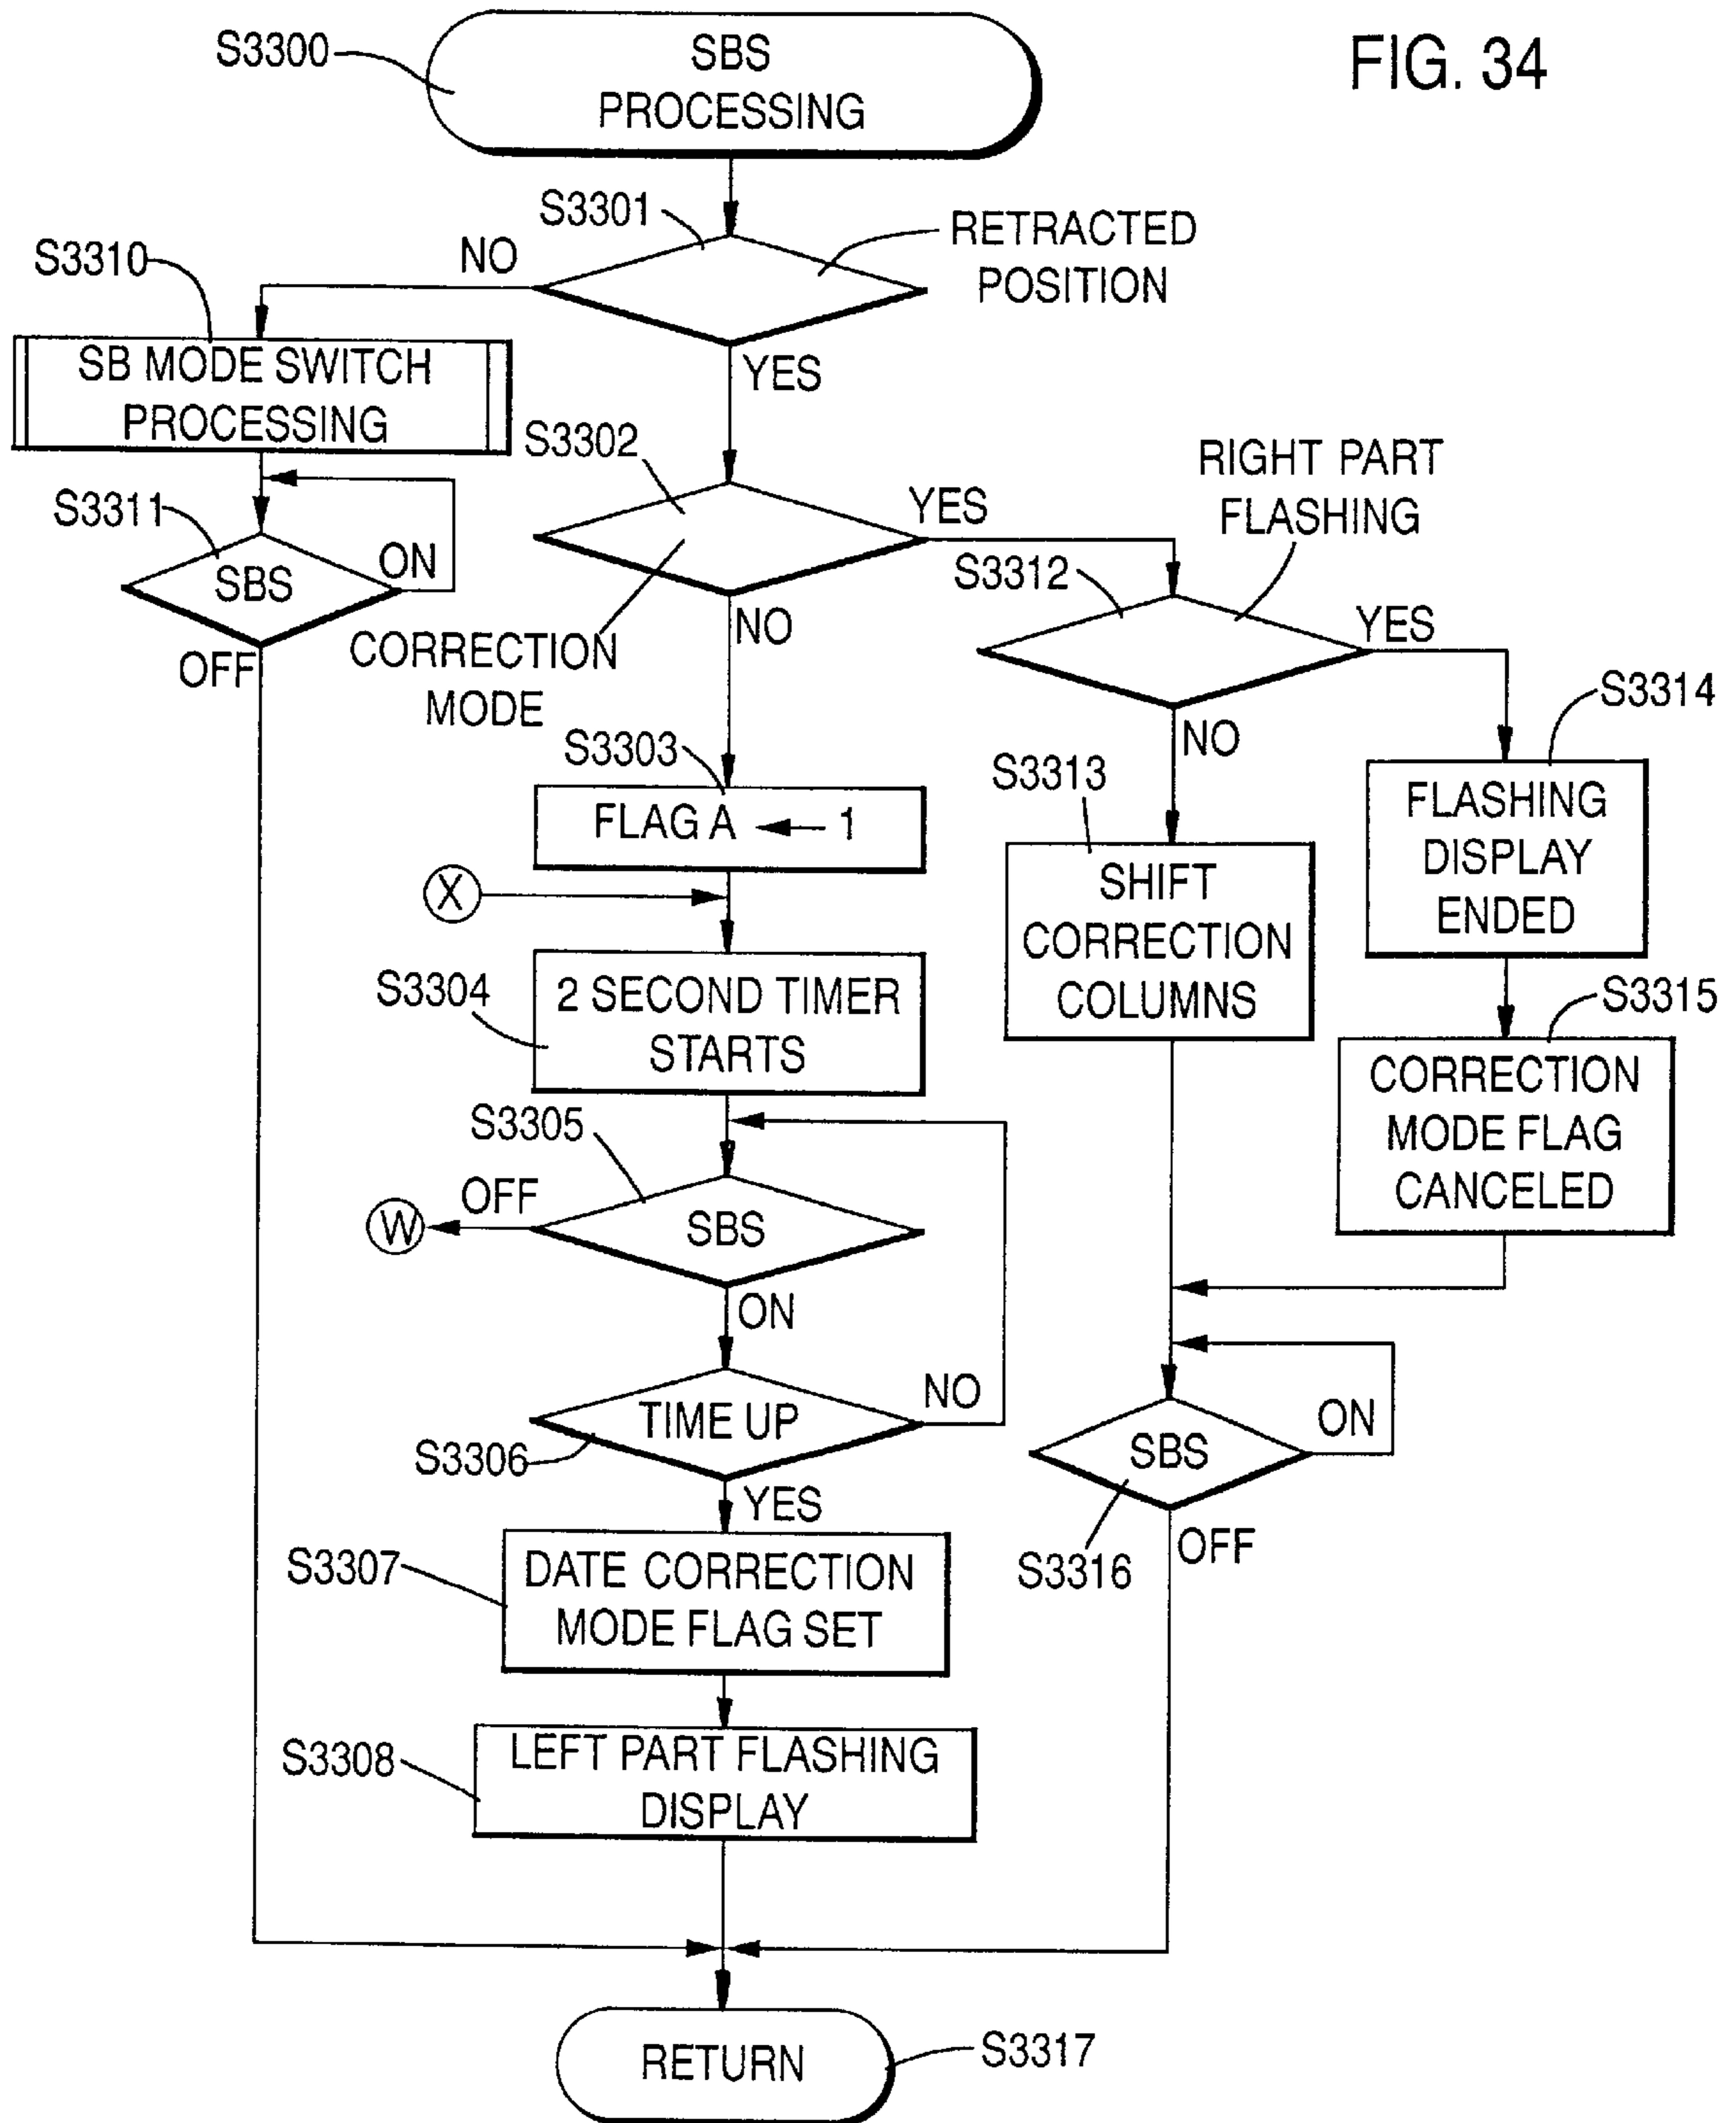 FIG. 34
S3300
SBS
PROCESSING
S3301
RETRACTED
POSITION
NO
YES
S3310
SB MODE SWITCH
PROCESSING
S3311
SBS
ON
OFF
S3302
YES
NO
CORRECTION
MODE
RIGHT PART
FLASHING
S3312
YES
NO
S3303
FLAG A ← 1
X
S3304
2 SECOND TIMER
STARTS
S3313
SHIFT
CORRECTION
COLUMNS
S3314
FLASHING
DISPLAY
ENDED
S3315
CORRECTION
MODE FLAG
CANCELED
S3305
W
OFF
SBS
ON
S3306
TIME UP
NO
YES
S3316
SBS
ON
OFF
S3307
DATE CORRECTION
MODE FLAG SET
S3308
LEFT PART FLASHING
DISPLAY
RETURN
S3317